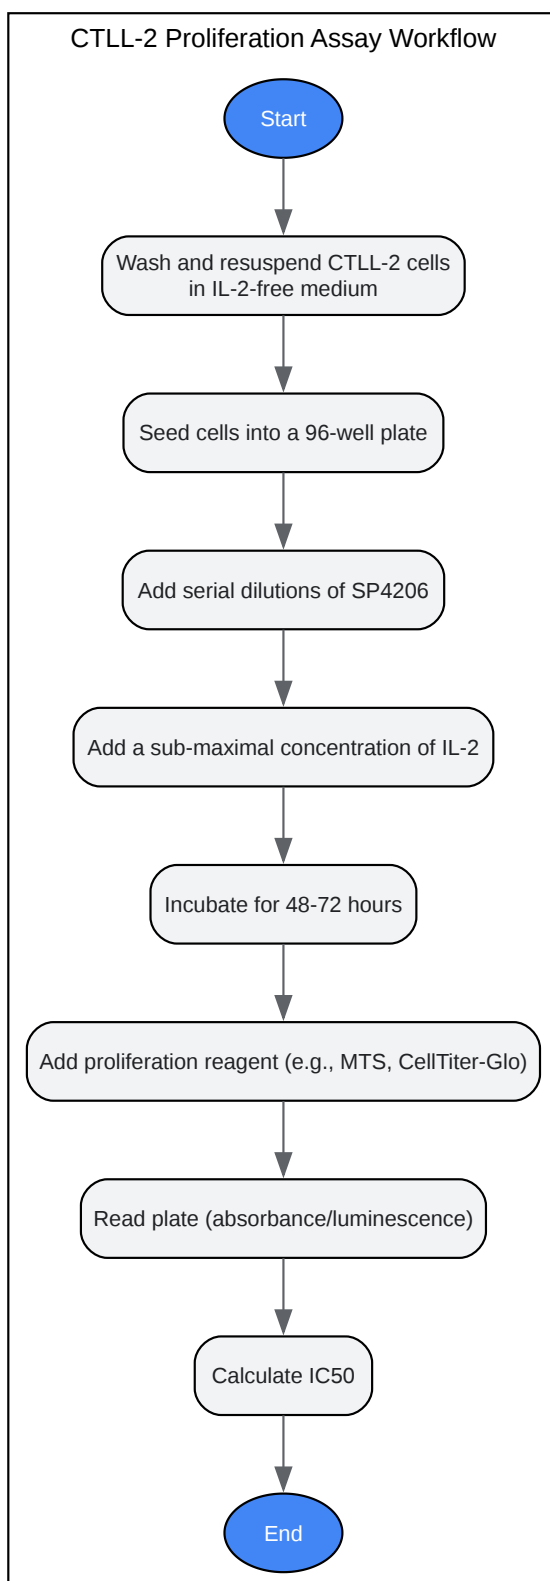 CTLL-2 Proliferation Assay Workflow
Start
Wash and resuspend CTLL-2 cells
in IL-2-free medium
Seed cells into a 96-well plate
Add serial dilutions of SP4206
Add a sub-maximal concentration of IL-2
Incubate for 48-72 hours
Add proliferation reagent (e.g., MTS, CellTiter-Glo)
Read plate (absorbance/luminescence)
Calculate IC50
End